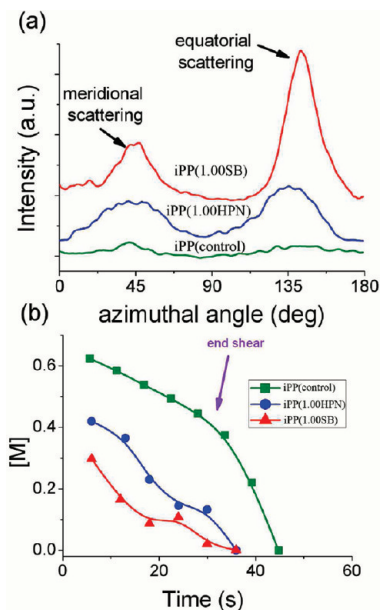 (a)
equatorial
scattering
meridional
scattering
iPP(1.00SB)
iPP(1.00HPN)
iPP(control)
Intensity (a.u.)
0 45 90 135 180
azimuthal angle (deg)
(b)
end shear
0.6
0.4
0.2
0.0
iPP(control)
iPP(1.00HPN)
iPP(1.00SB)
[M]
0 20 40 60
Time (s)